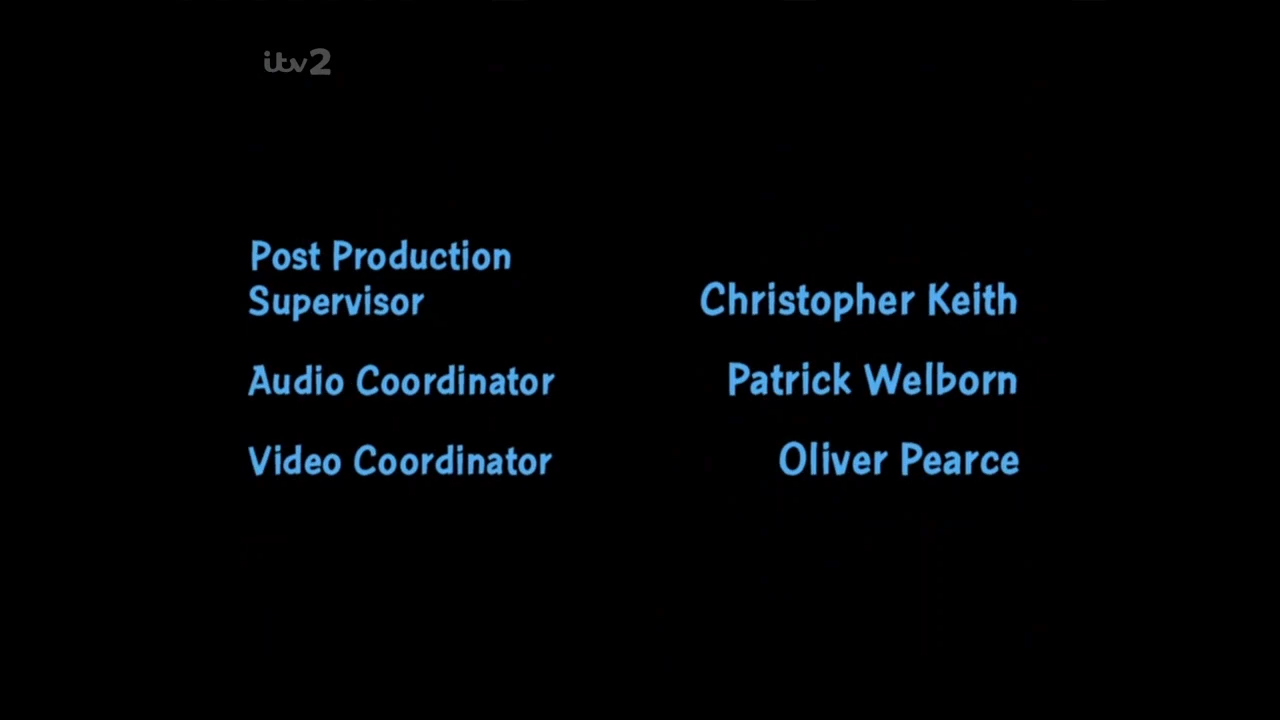 itv2
Post Production
Supervisor Christopher Keith
Audio Coordinator Patrick Welborn
Video Coordinator Oliver Pearce